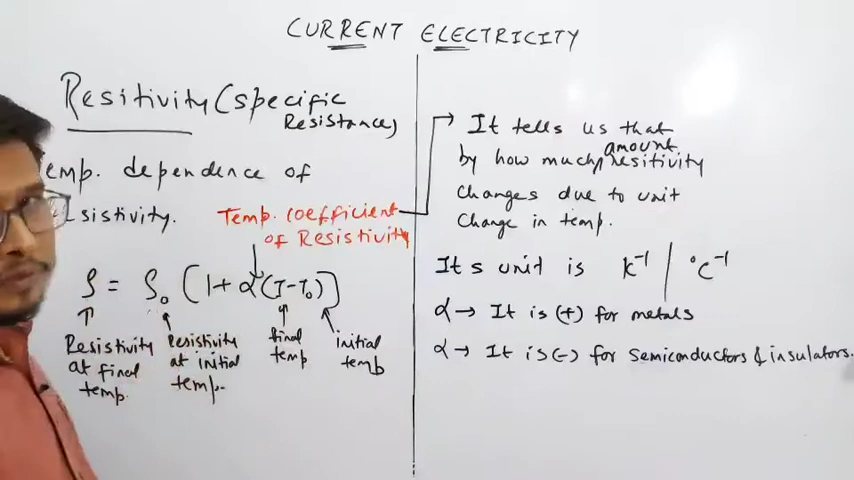 CURRENT ELECTRICITY
Resitivity (specific
Resistance)
emp. dependence of
sistivity.
Temp. coefficient
of Resistivity
ρ = ρ₀ (1 + α (T-T₀))
Resistivity
at final
temp.
Resistivity
at initial
temp.
final
temp
initial
temb
It tells us that
amount
by how much, resitivity
changes due to unit
change in temp.
Its unit is K⁻¹ / °C⁻¹
α → It is (+) for metals
α → It is (-) for semiconductors & insulators.